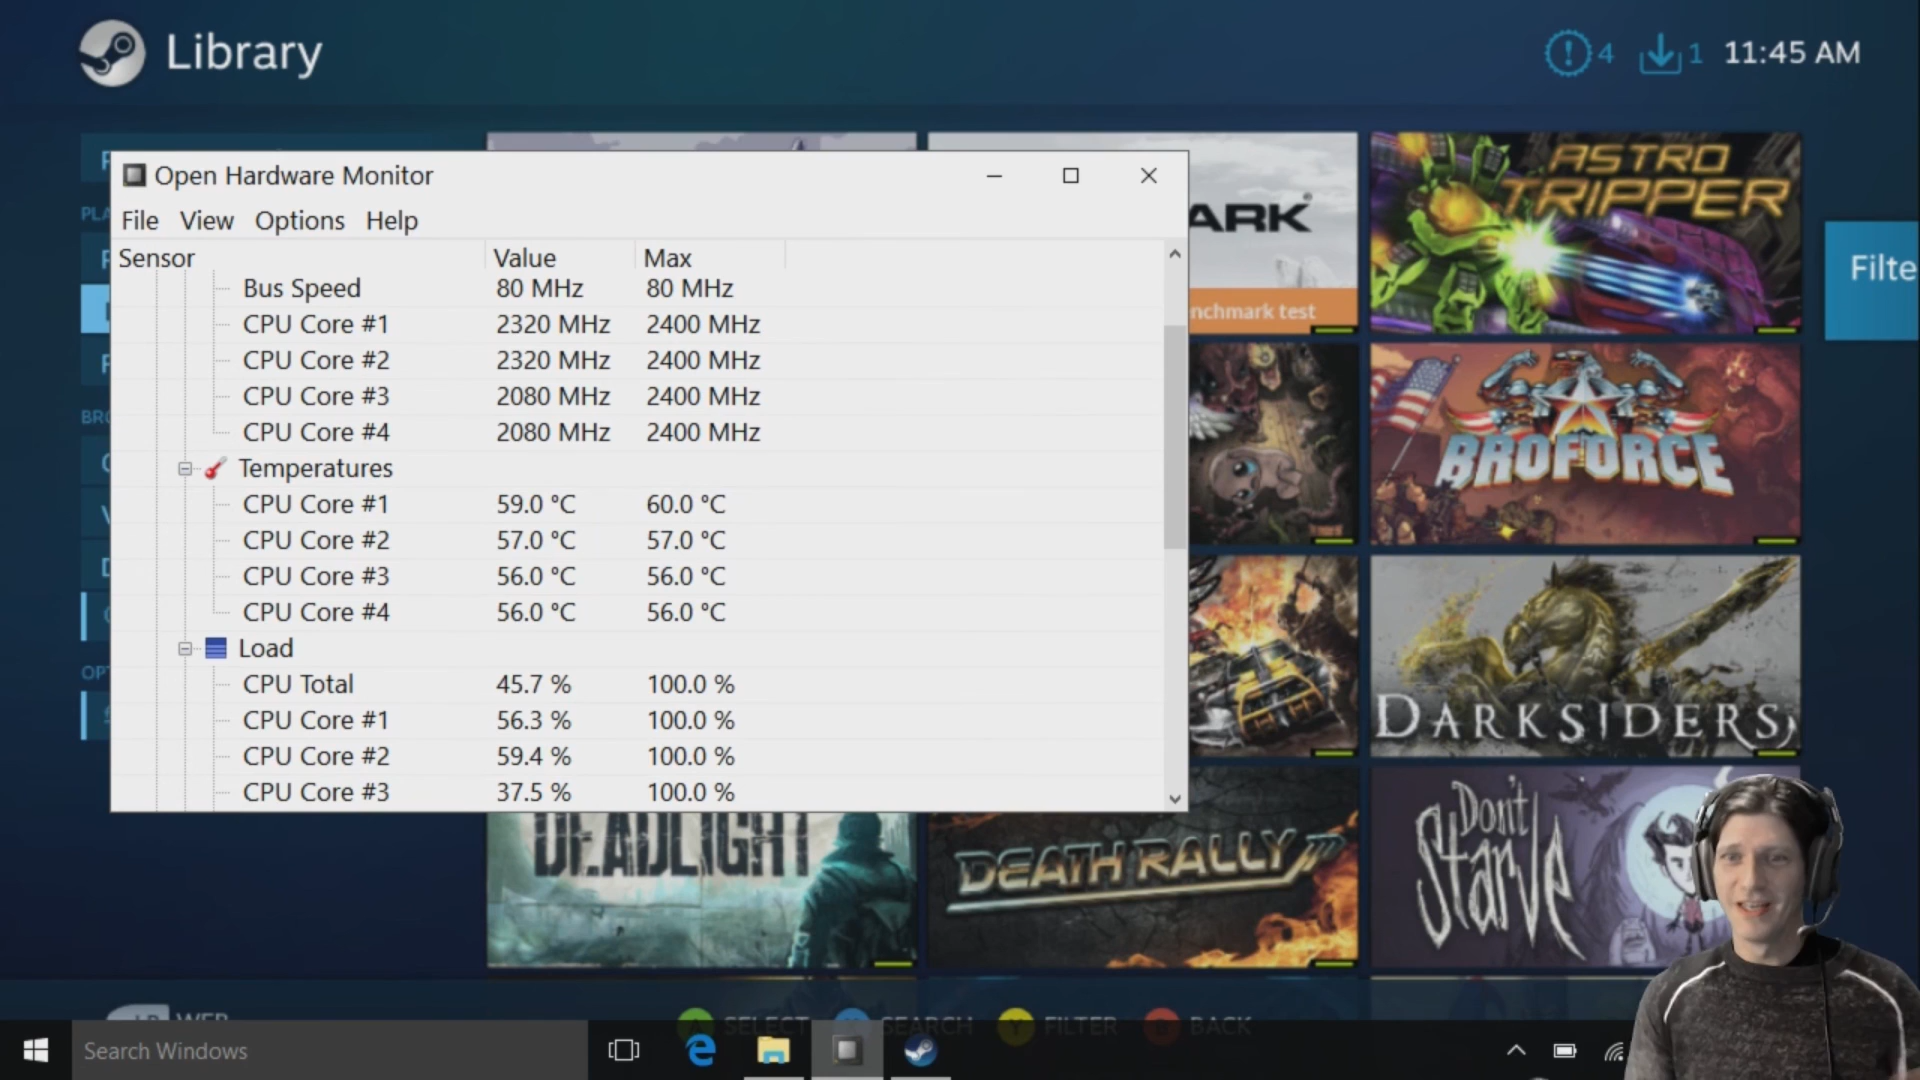 Library
4
1
11:45 AM
Open Hardware Monitor
File View Options Help
Sensor Value Max
Bus Speed 80 MHz 80 MHz
CPU Core #1 2320 MHz 2400 MHz
CPU Core #2 2320 MHz 2400 MHz
CPU Core #3 2080 MHz 2400 MHz
CPU Core #4 2080 MHz 2400 MHz
Temperatures
CPU Core #1 59.0 °C 60.0 °C
CPU Core #2 57.0 °C 57.0 °C
CPU Core #3 56.0 °C 56.0 °C
CPU Core #4 56.0 °C 56.0 °C
Load
CPU Total 45.7 % 100.0 %
CPU Core #1 56.3 % 100.0 %
CPU Core #2 59.4 % 100.0 %
CPU Core #3 37.5 % 100.0 %
ARK
nchmark test
ASTRO
TRIPPER
Filte
BROFORCE
DARKSIDERS
DEADLIGHT
DEATH RALLY
Don't
Starve
WEB
SELECT
SEARCH
FILTER
BACK
Search Windows